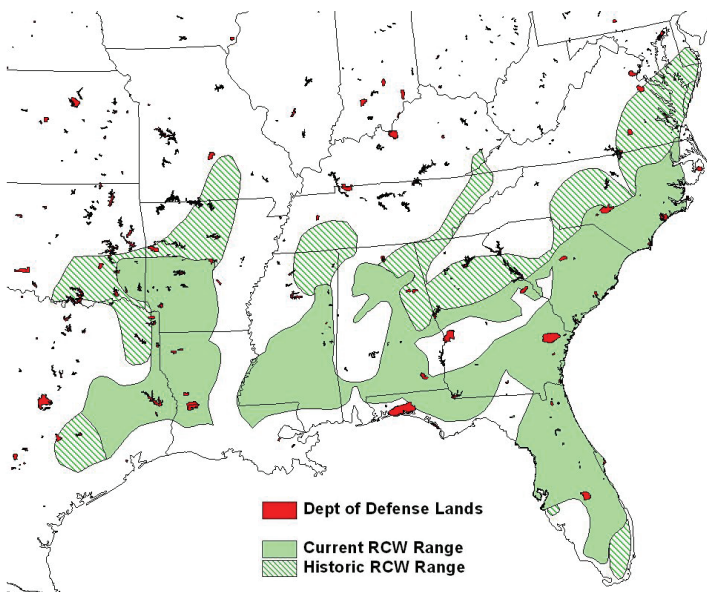 Dept of Defense Lands
Current RCW Range
Historic RCW Range